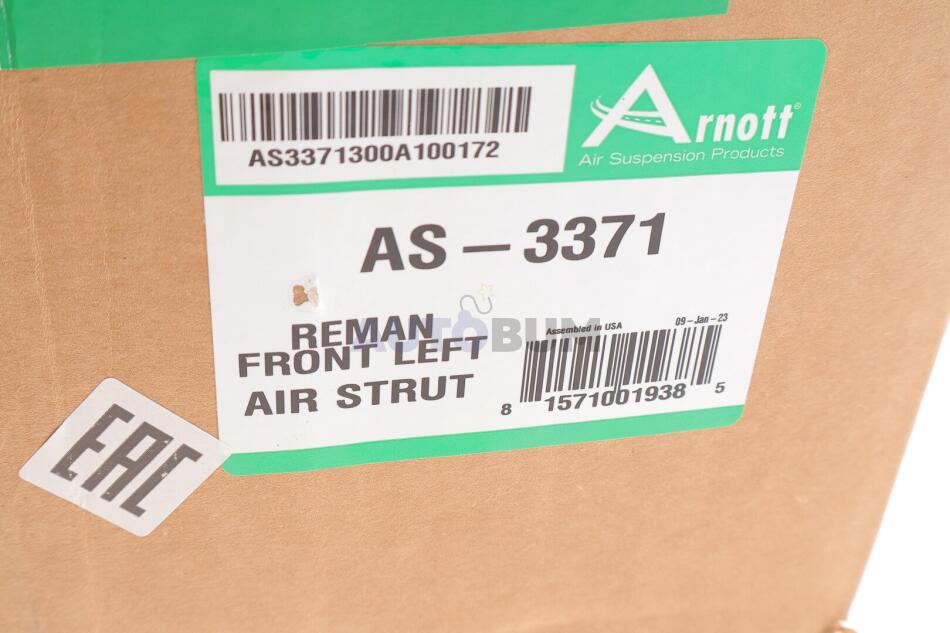 AS3371300A100172
Arnott®
Air Suspension Products
AS – 3371
REMAN
FRONT LEFT
AIR STRUT
Assembled in USA
09–Jan–23
8 1571001938 5
AUTOBUM
EAC